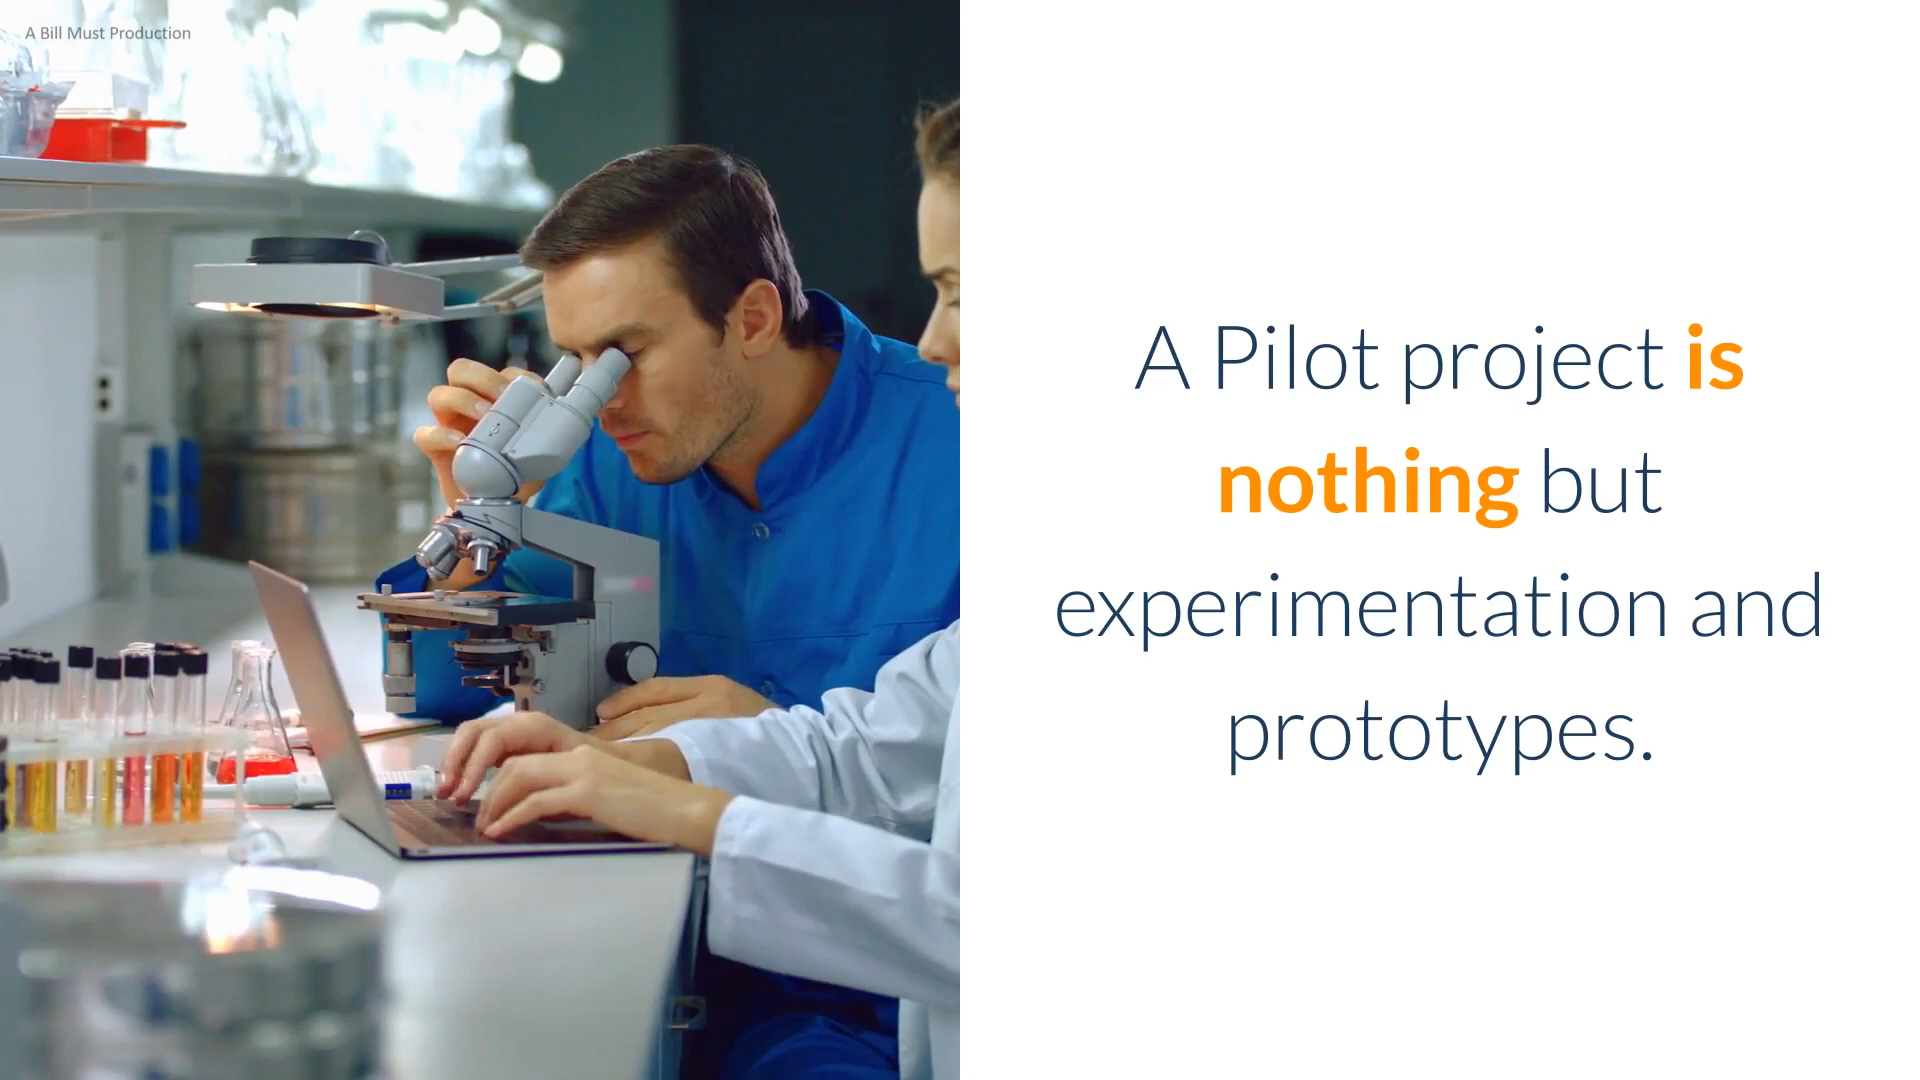 A Bill Must Production
A Pilot project is
nothing but
experimentation and
prototypes.